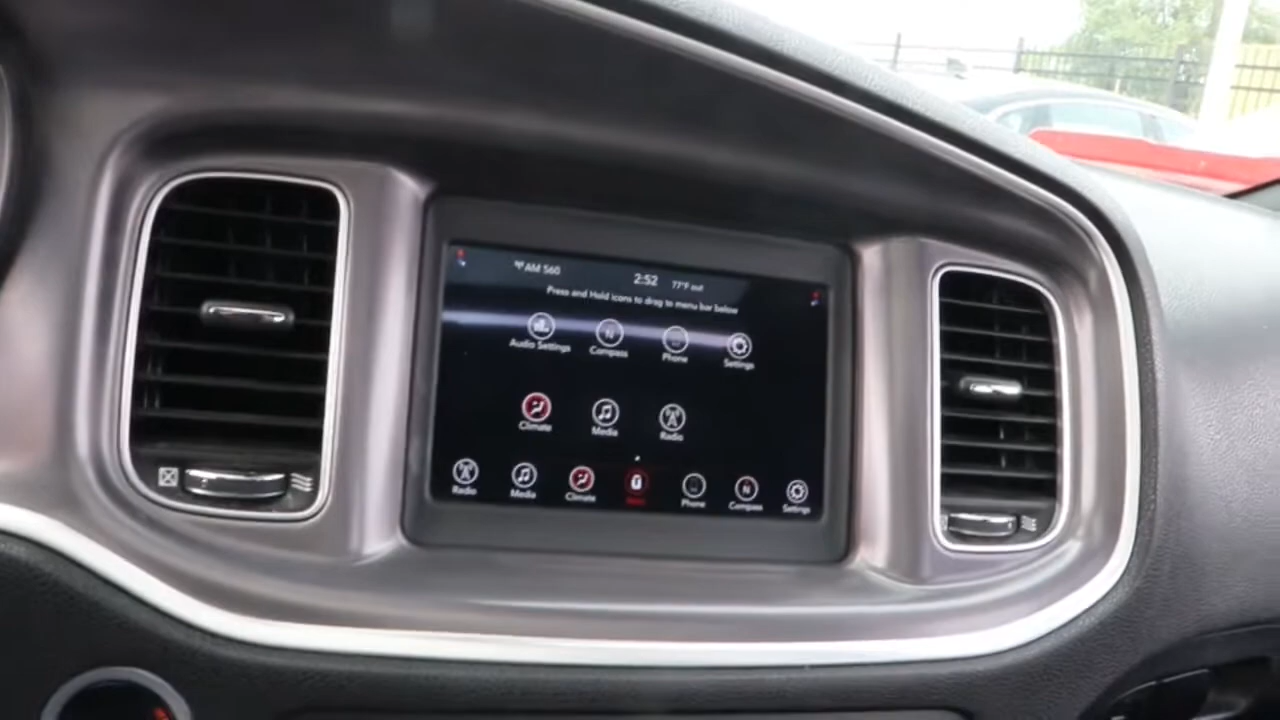 AM 560
2:52
77°F out
Press and Hold icons to drag to menu bar below
N
Audio Settings
Compass
Phone
Settings
Climate
Media
Radio
N
Radio
Media
Climate
Phone
Compass
Settings